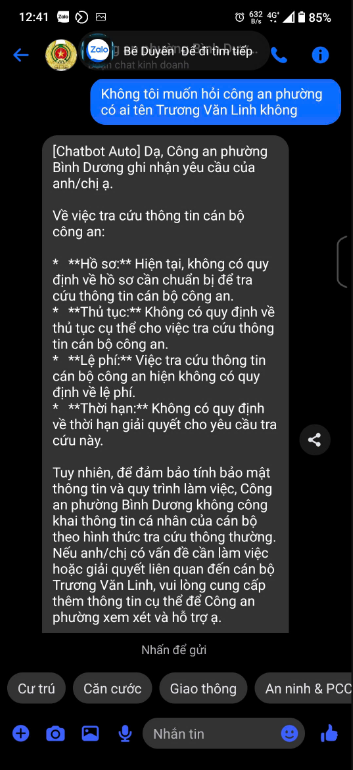 12:41
632 B/s
4G+
85%
Zalo
Bé Duyên Để đi tìm tiếp
chat kinh doanh
Không tôi muốn hỏi công an phường
có ai tên Trương Văn Linh không
[Chatbot Auto] Dạ, Công an phường
Bình Dương ghi nhận yêu cầu của
anh/chị ạ.
Về việc tra cứu thông tin cán bộ
công an:
*   **Hồ sơ:** Hiện tại, không có quy
định về hồ sơ cần chuẩn bị để tra
cứu thông tin cán bộ công an.
*   **Thủ tục:** Không có quy định về
thủ tục cụ thể cho việc tra cứu thông
tin cán bộ công an.
*   **Lệ phí:** Việc tra cứu thông tin
cán bộ công an hiện không có quy
định về lệ phí.
*   **Thời hạn:** Không có quy định
về thời hạn giải quyết cho yêu cầu tra
cứu này.
Tuy nhiên, để đảm bảo tính bảo mật
thông tin và quy trình làm việc, Công
an phường Bình Dương không công
khai thông tin cá nhân của cán bộ
theo hình thức tra cứu thông thường.
Nếu anh/chị có vấn đề cần làm việc
hoặc giải quyết liên quan đến cán bộ
Trương Văn Linh, vui lòng cung cấp
thêm thông tin cụ thể để Công an
phường xem xét và hỗ trợ ạ.
Nhấn để gửi
Cư trú
Căn cước
Giao thông
An ninh & PCC
Nhắn tin